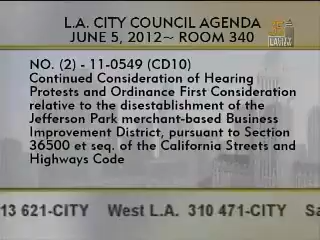 L.A. CITY COUNCIL AGENDA
JUNE 5, 2012~ ROOM 340
NO. (2) - 11-0549 (CD10)
Continued Consideration of Hearing
Protests and Ordinance First Consideration
relative to the disestablishment of the
Jefferson Park merchant-based Business
Improvement District, pursuant to Section
36500 et seq. of the California Streets and
Highways Code
13 621-CITY West L.A. 310 471-CITY Sa